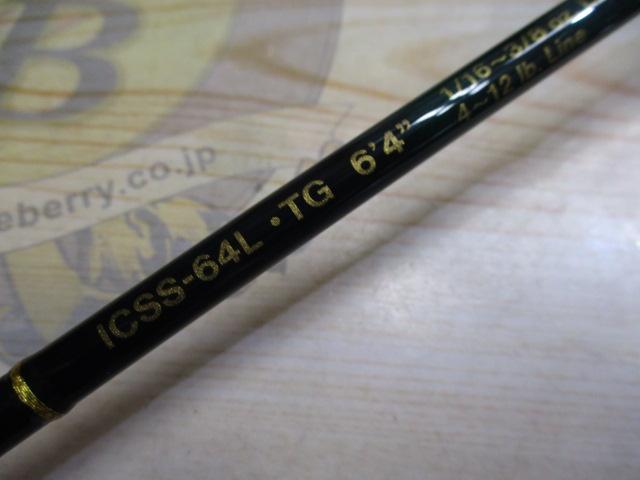 ICSS-64L・TG 6'4"
4~12 lb. Line
B
eberry.co.jp